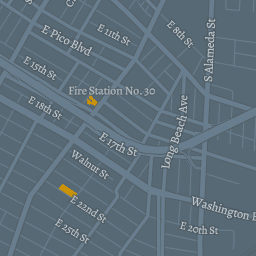 E 8th St
S Alameda St
E 11th St
E Pico Blvd
E 15th St
Fire Station No. 30
E 18th St
Long Beach Ave
E 17th St
Walnut St
Washington B
E 22nd St
E 20th St
E 25th St